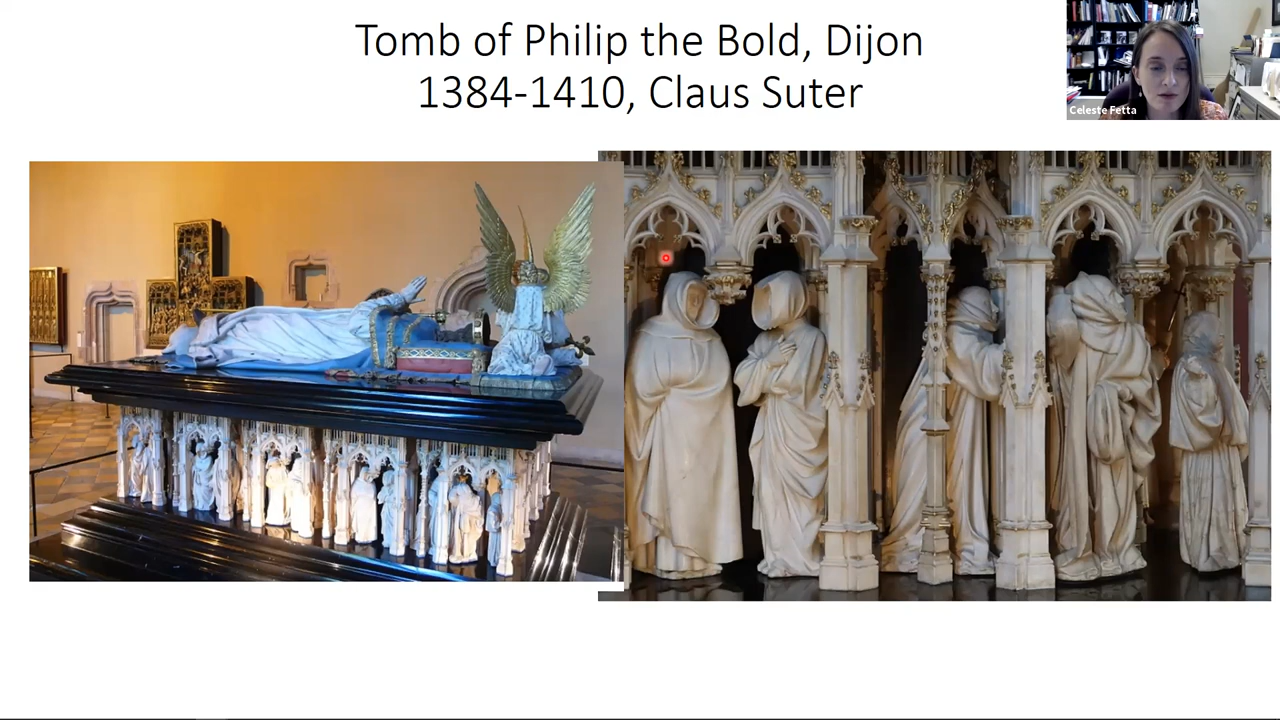 Tomb of Philip the Bold, Dijon
1384-1410, Claus Suter
Celeste Fetta